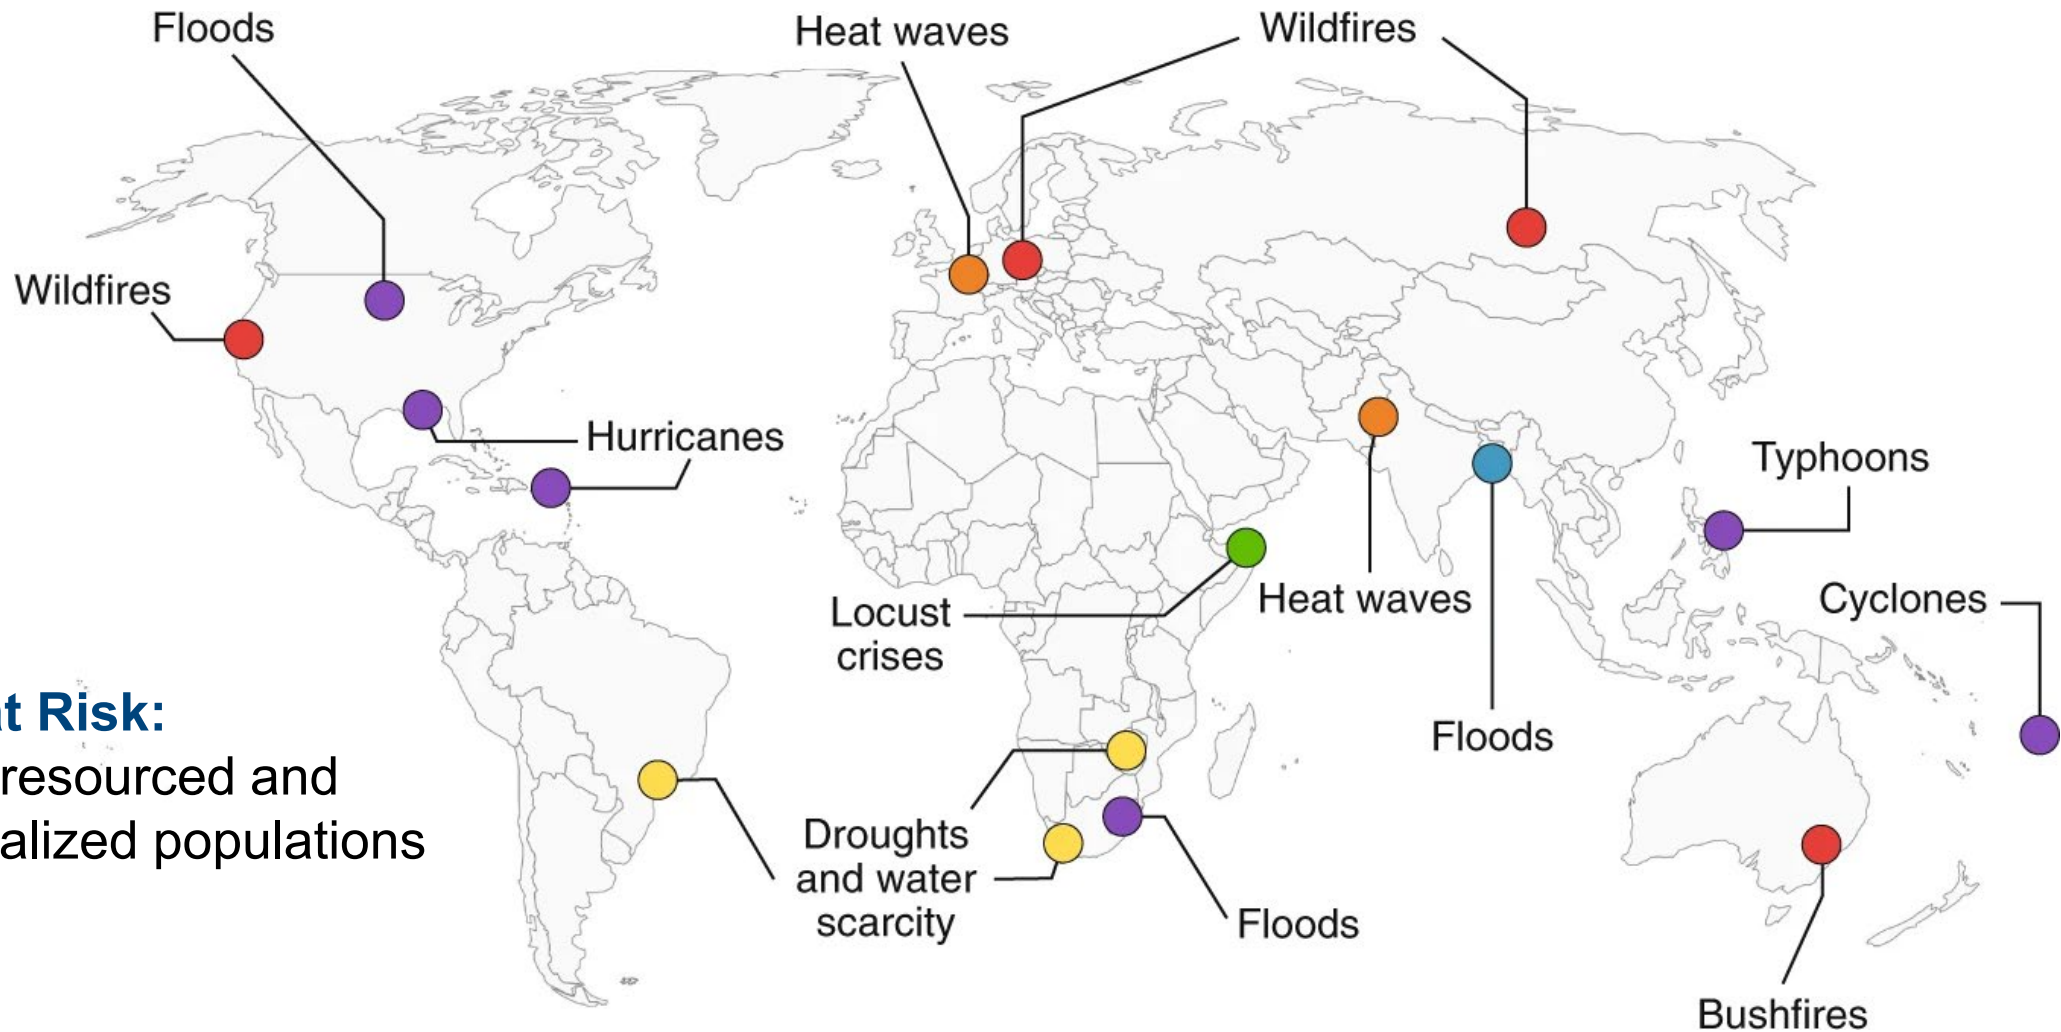 Floods
Heat waves
Wildfires
Wildfires
Hurricanes
Typhoons
Locust
crises
Heat waves
Cyclones
Floods
at Risk:
resourced and
alized populations
Droughts
and water
scarcity
Floods
Bushfires